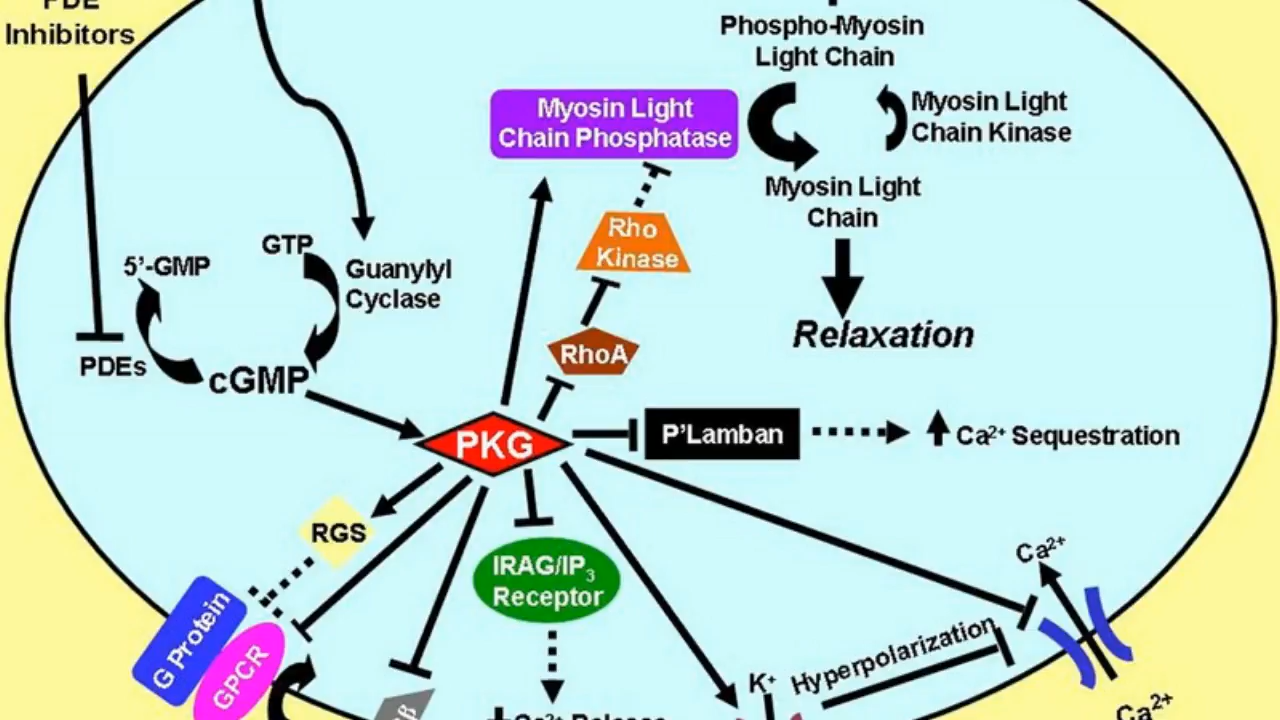 PDE
Inhibitors
Phospho-Myosin
Light Chain
Myosin Light
Chain Phosphatase
Myosin Light
Chain Kinase
Myosin Light
Chain
Rho
Kinase
GTP
5'-GMP
Guanylyl
Cyclase
Relaxation
RhoA
PDEs
cGMP
PKG
P'Lamban
Ca²⁺ Sequestration
RGS
IRAG/IP₃
Receptor
Ca²⁺
G Protein
GPCR
Hyperpolarization
K⁺
Ca²⁺
Ca²⁺ Release